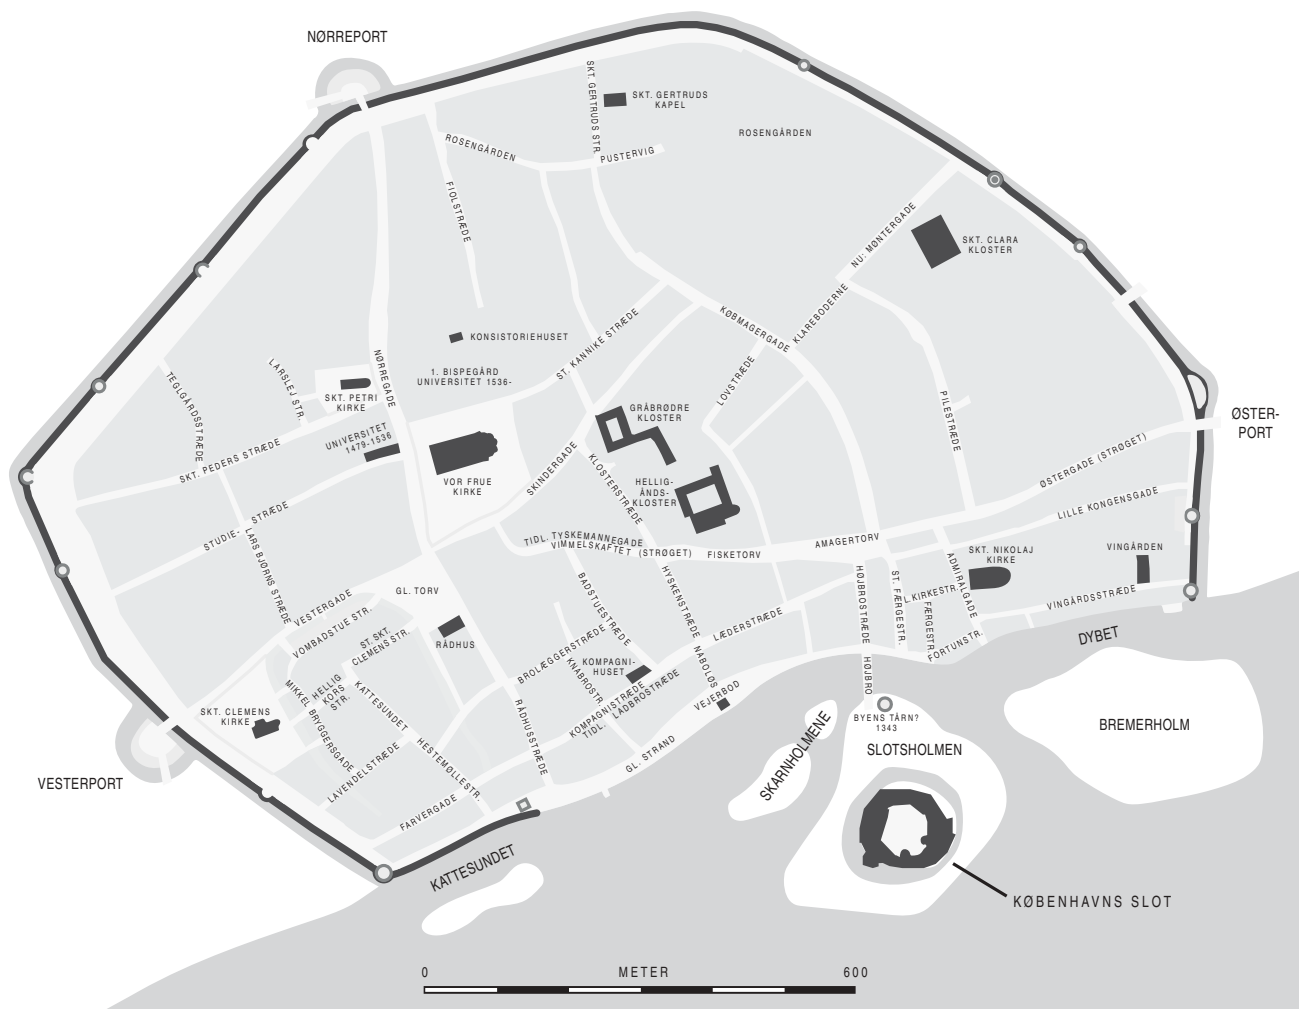 NØRREPORT
SKT. GERTRUDS STR.
SKT. GERTRUDS
KAPEL
ROSENGÅRDEN
ROSENGÅRDEN
PUSTERVIG
FIOLSTRÆDE
NU: MØNTERGADE
SKT. CLARA
KLOSTER
KLAREBODERNE
KØBMAGERGADE
KONSISTORIEHUSET
ST. KANNIKE STRÆDE
NØRREGADE
1. BISPEGÅRD
UNIVERSITET 1536-
LARSLEJ STR.
TEGLGÅRDSSTRÆDE
SKT. PETRI
KIRKE
LOVSTRÆDE
PILESTRÆDE
GRÅBRØDRE
KLOSTER
ØSTER-
PORT
UNIVERSITET
1479-1536
SKT. PEDERS STRÆDE
VOR FRUE
KIRKE
SKINDERGADE
KLOSTERSTRÆDE
HELLIG-
ÅNDS-
KLOSTER
ØSTERGADE (STRØGET)
LILLE KONGENSGADE
STUDIE- STRÆDE
TIDL. TYSKEMANNEGADE
VIMMELSKAFTET (STRØGET)
FISKETORV
AMAGERTORV
SKT. NIKOLAJ
KIRKE
VINGÅRDEN
LARS BJØRNS STRÆDE
VESTERGADE
GL. TORV
BADSTUESTRÆDE
HYSKENSTRÆDE
HØJBROSTRÆDE
ST. FÆRGESTR.
L.KIRKESTR.
FÆRGESTR.
ADMIRALGADE
VINGÅRDSSTRÆDE
VOMBADSTUE STR.
ST. SKT.
CLEMENS STR.
RÅDHUS
LÆDERSTRÆDE
FORTUNSTR.
DYBET
BROLÆGGERSTRÆDE
KOMPAGNI-
HUSET
KNABROSTR.
NABOLØS
HØJBRO
MIKKEL BRYGGERSGADE
HELLIG
KORS
STR.
KATTESUNDET
KOMPAGNISTRÆDE
TIDL. LADBROSTRÆDE
VEJERBOD
SKT. CLEMENS
KIRKE
RÅDHUSSTRÆDE
BYENS TÅRN?
1343
BREMERHOLM
SLOTSHOLMEN
SKARNHOLMENE
GL. STRAND
HESTEMØLLESTR.
LAVENDELSTRÆDE
VESTERPORT
FARVERGADE
KATTESUNDET
KØBENHAVNS SLOT
0 METER 600